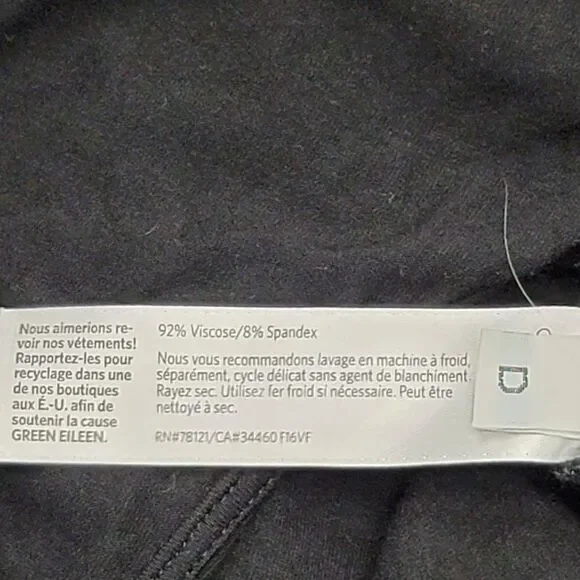 Nous aimerions re-
voir nos vétements!
Rapportez-les pour
recyclage dans une
de nos boutiques
aux É.-U. afin de
soutenir la cause
GREEN EILEEN.
92% Viscose/8% Spandex
Nous vous recommandons lavage en machine à froid,
séparément, cycle délicat sans agent de blanchiment.
Rayez sec. Utilisez fer froid si nécessaire. Peut être
nettoyé à sec.
RN#78121/CA#34460 F16VF
D